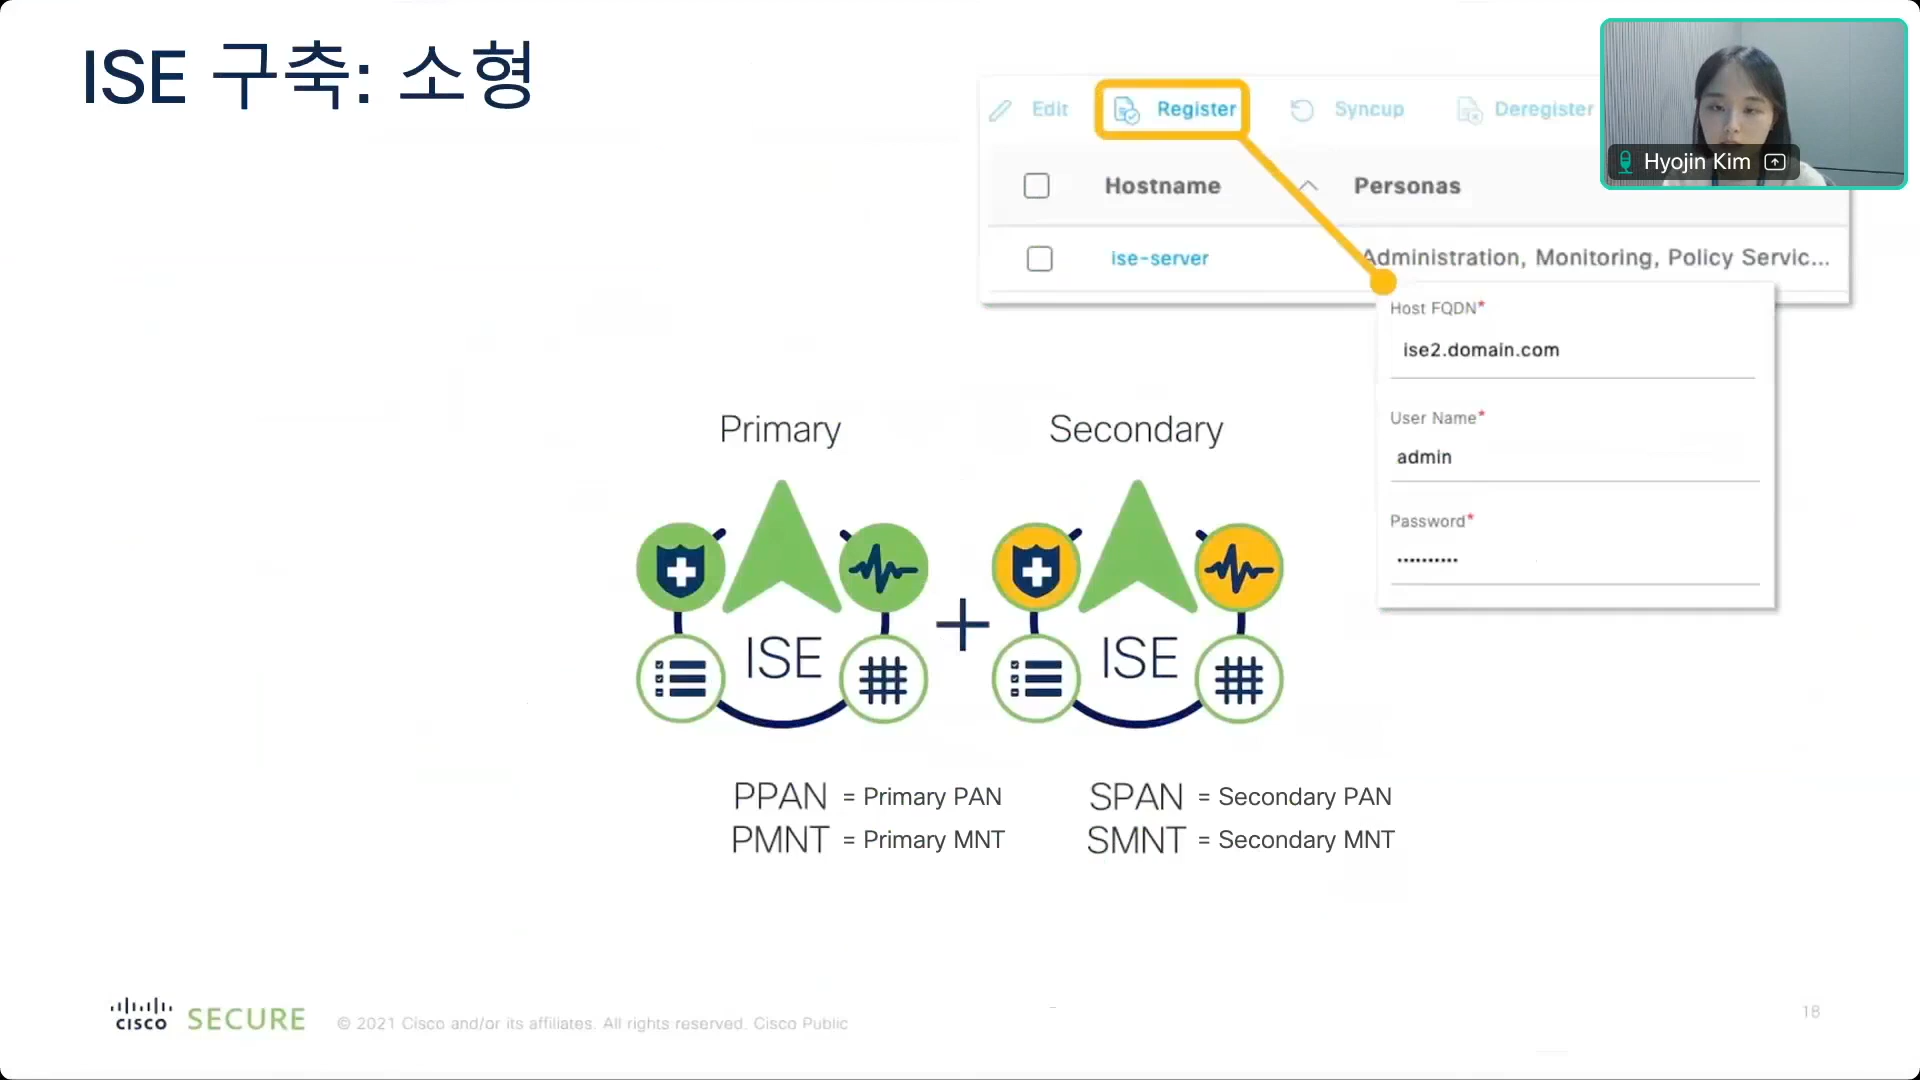 ISE 구축: 소형
Edit
Register
Syncup
Deregister
Hyojin Kim
Hostname
Personas
ise-server
Administration, Monitoring, Policy Servic...
Host FQDN*
ise2.domain.com
User Name*
admin
Password*
••••••••••
Primary
Secondary
ISE
+
ISE
PPAN = Primary PAN
PMNT = Primary MNT
SPAN = Secondary PAN
SMNT = Secondary MNT
CISCO SECURE
© 2021 Cisco and/or its affiliates. All rights reserved. Cisco Public
18